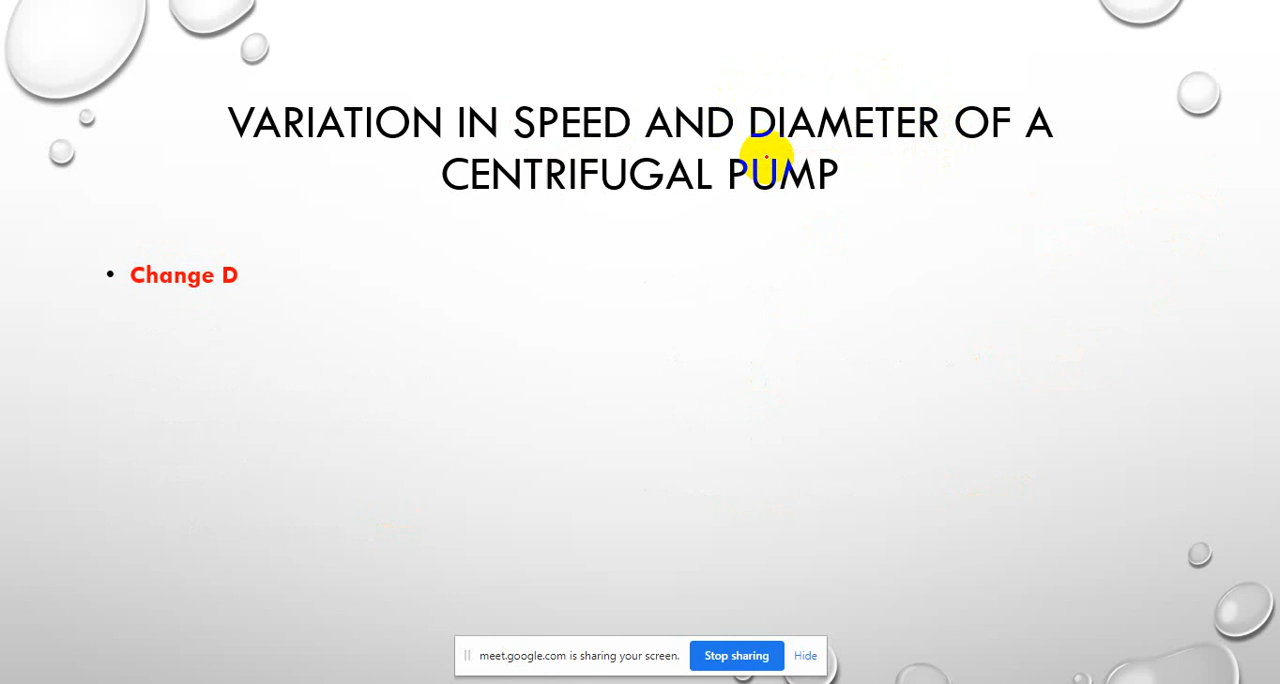 VARIATION IN SPEED AND DIAMETER OF A
CENTRIFUGAL PUMP
• Change D
meet.google.com is sharing your screen. Stop sharing Hide